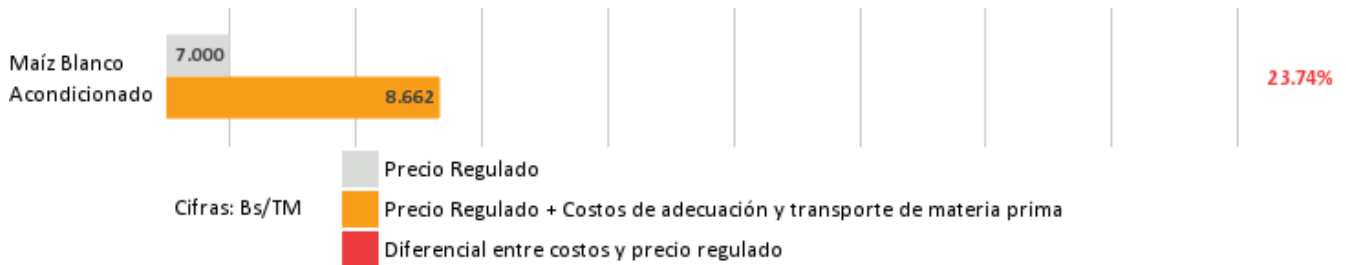 Maíz Blanco
Acondicionado
7.000
8.662
23.74%
Cifras: Bs/TM
Precio Regulado
Precio Regulado + Costos de adecuación y transporte de materia prima
Diferencial entre costos y precio regulado